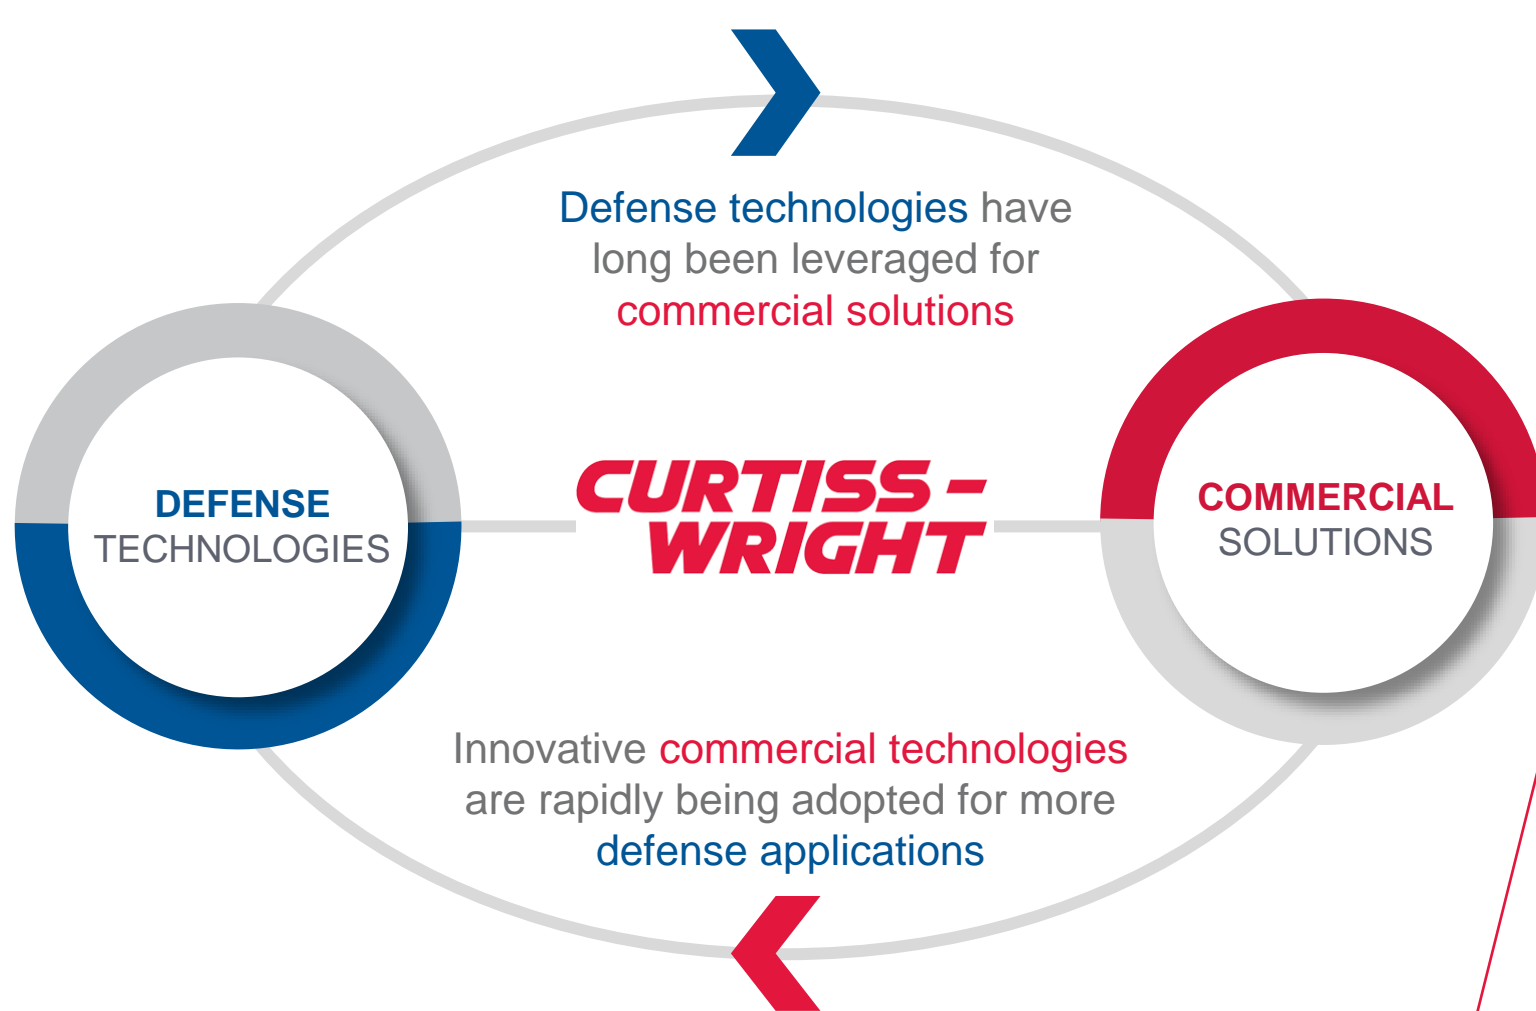 Defense technologies have
long been leveraged for
commercial solutions
DEFENSE
TECHNOLOGIES
CURTISS-
WRIGHT
COMMERCIAL
SOLUTIONS
Innovative commercial technologies
are rapidly being adopted for more
defense applications